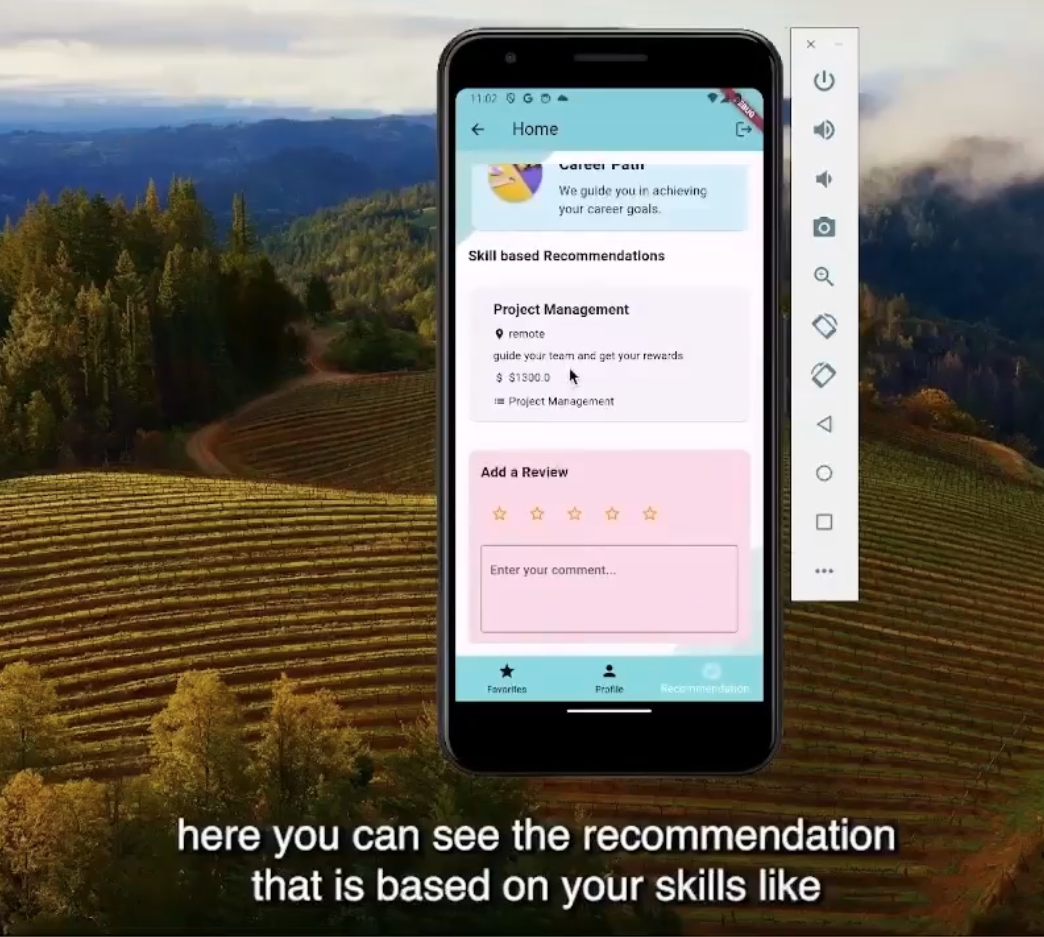 11:02
DEBUG
Home
Career Path
We guide you in achieving
your career goals.
Skill based Recommendations
Project Management
remote
guide your team and get your rewards
$ $1300.0
Project Management
Add a Review
Enter your comment...
Favorites
Profile
Recommendation
here you can see the recommendation
that is based on your skills like